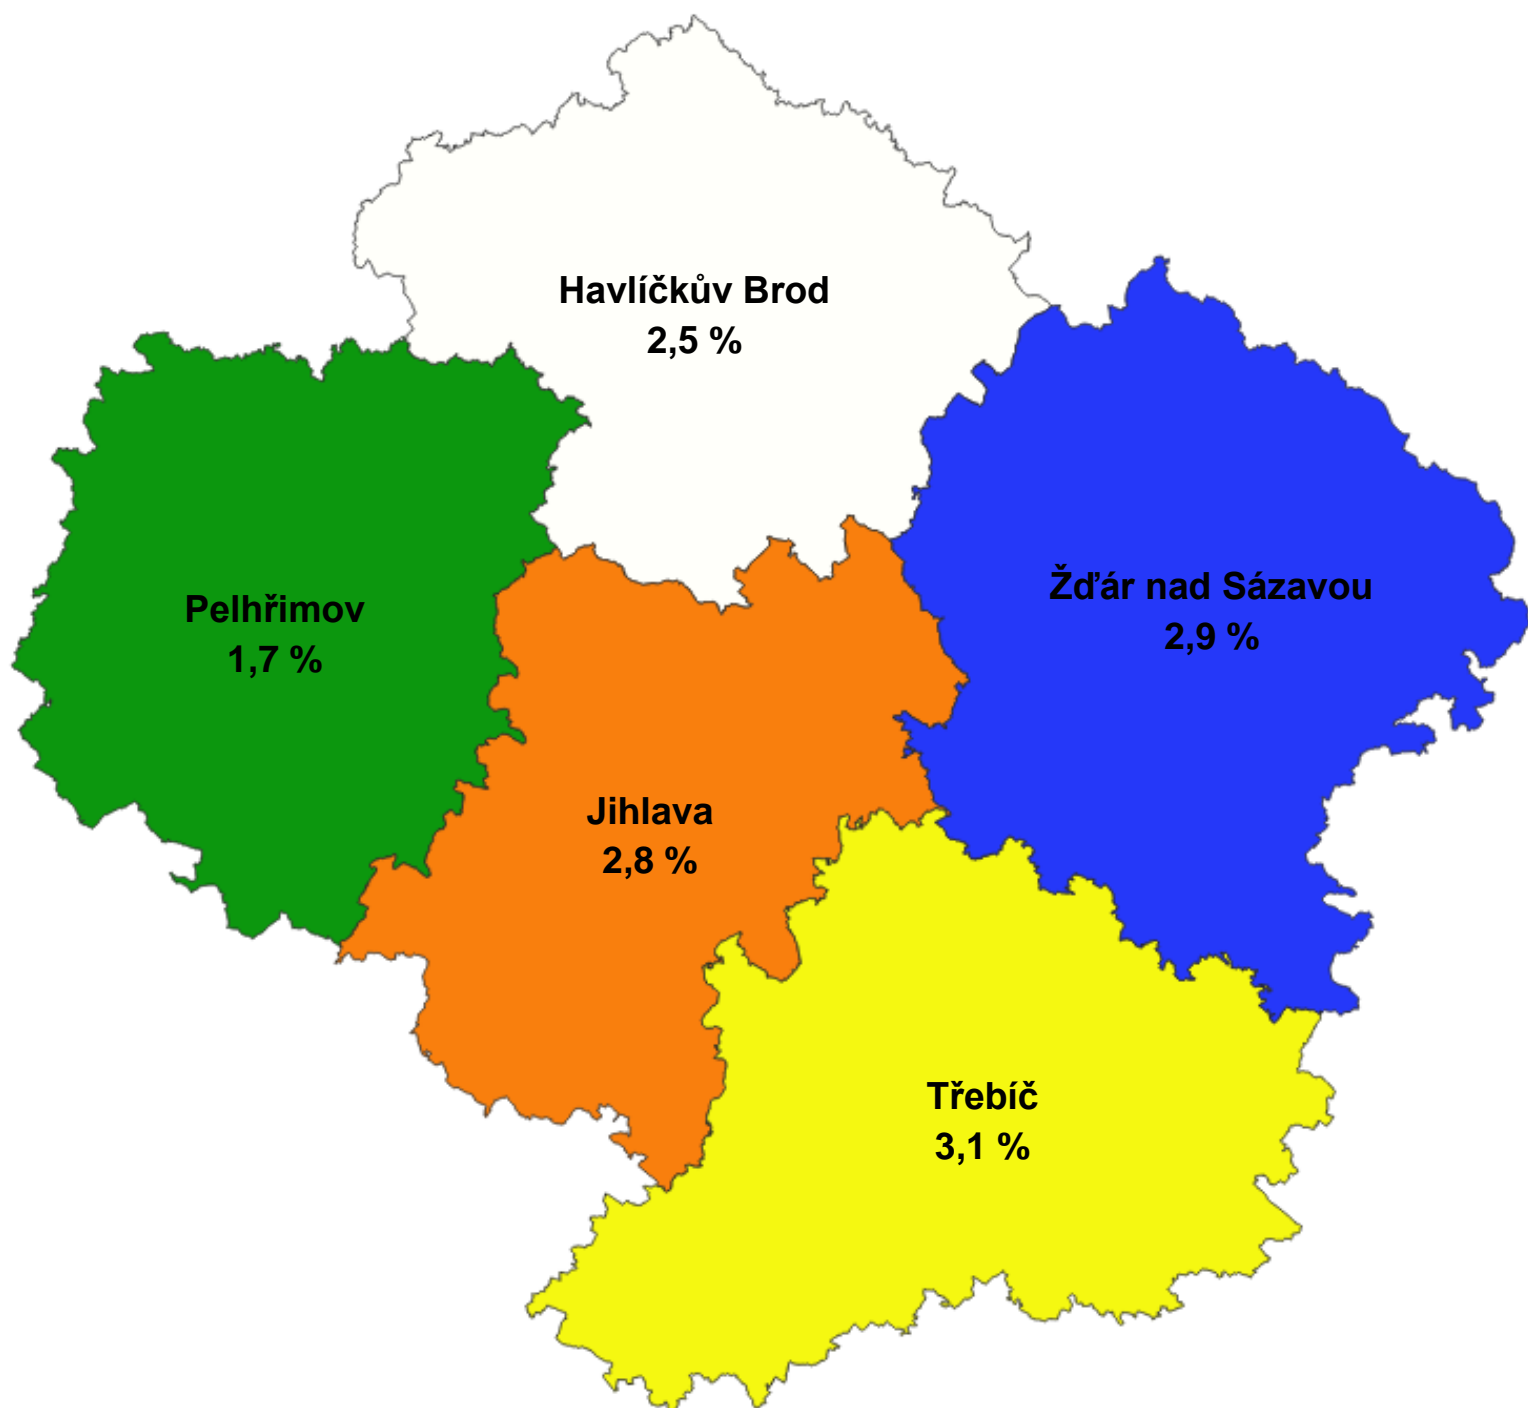 Havlíčkův Brod
2,5 %
Žďár nad Sázavou
2,9 %
Pelhřimov
1,7 %
Jihlava
2,8 %
Třebíč
3,1 %